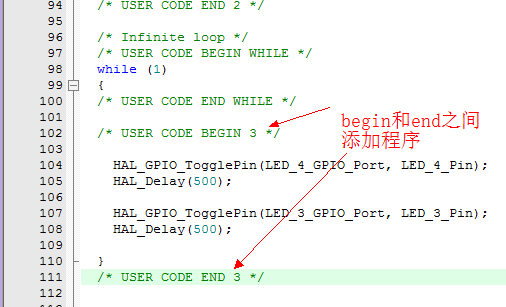 94 /* USER CODE END 2 */
95
96 /* Infinite loop */
97 /* USER CODE BEGIN WHILE */
98 while (1)
99 {
100 /* USER CODE END WHILE */
101
102 /* USER CODE BEGIN 3 */
103
104 HAL_GPIO_TogglePin(LED_4_GPIO_Port, LED_4_Pin);
105 HAL_Delay(500);
106
107 HAL_GPIO_TogglePin(LED_3_GPIO_Port, LED_3_Pin);
108 HAL_Delay(500);
109
110 }
111 /* USER CODE END 3 */
112
begin和end之间
添加程序